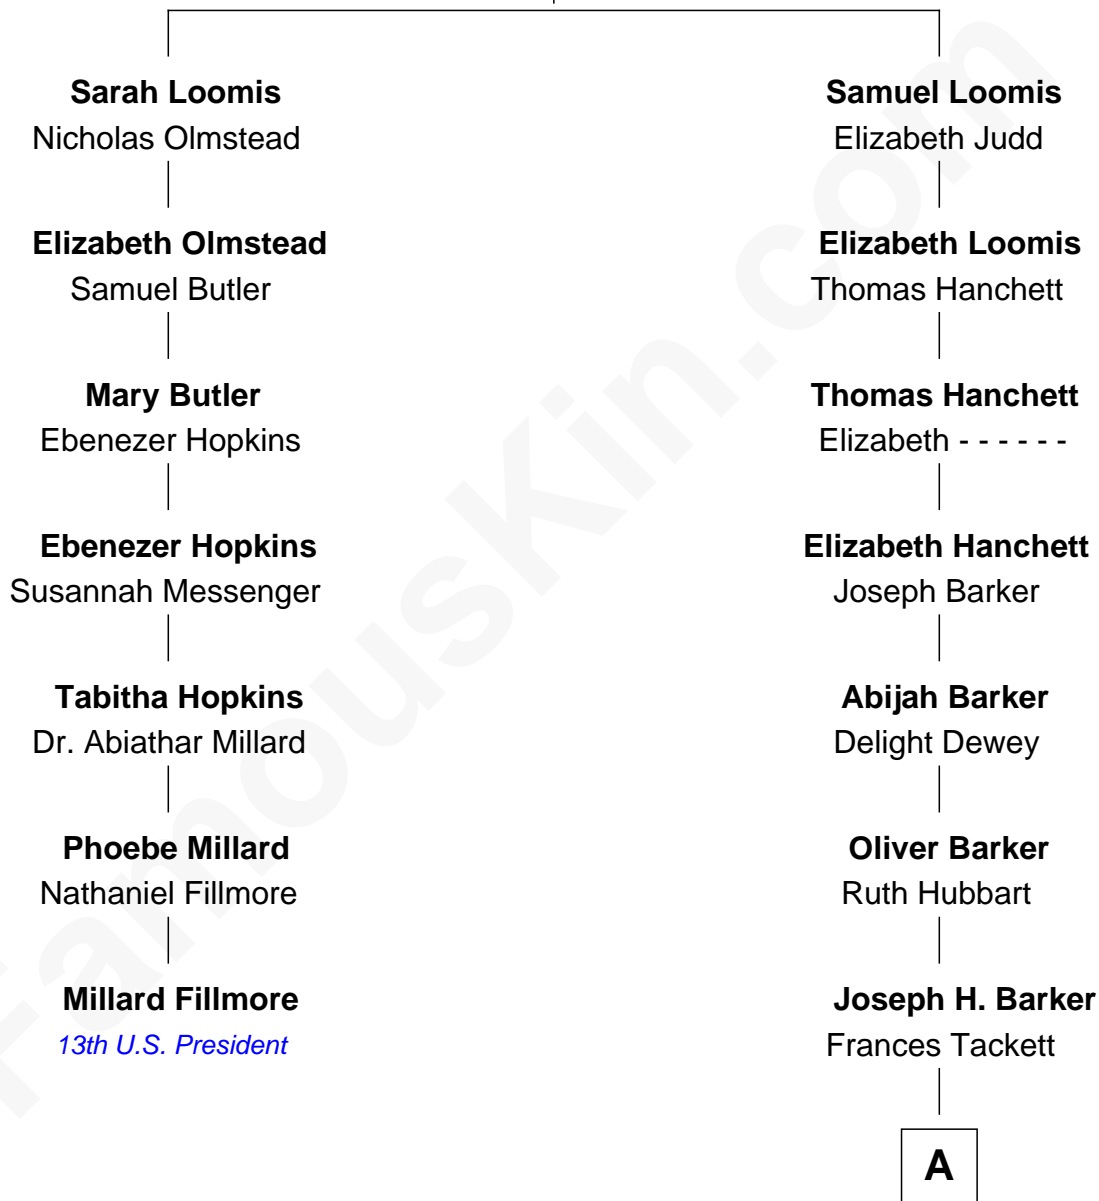 Sarah Loomis
Nicholas Olmstead
Elizabeth Olmstead
Samuel Butler
Mary Butler
Ebenezer Hopkins
Ebenezer Hopkins
Susannah Messenger
Tabitha Hopkins
Dr. Abiathar Millard
Phoebe Millard
Nathaniel Fillmore
Millard Fillmore
13th U.S. President
Samuel Loomis
Elizabeth Judd
Elizabeth Loomis
Thomas Hanchett
Thomas Hanchett
Elizabeth - - - - - -
Elizabeth Hanchett
Joseph Barker
Abijah Barker
Delight Dewey
Oliver Barker
Ruth Hubbart
Joseph H. Barker
Frances Tackett
A
FamousKin.com